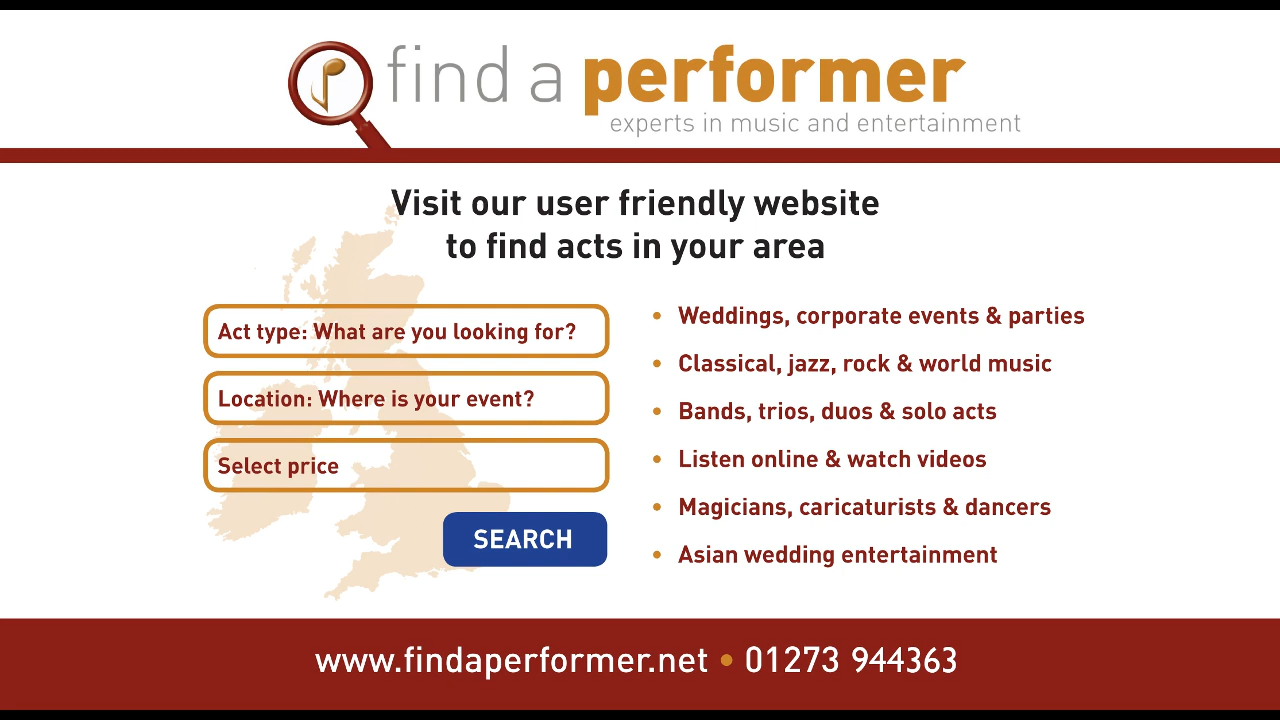 find a performer
experts in music and entertainment
Visit our user friendly website
to find acts in your area
Act type: What are you looking for?
Location: Where is your event?
Select price
SEARCH
• Weddings, corporate events & parties
• Classical, jazz, rock & world music
• Bands, trios, duos & solo acts
• Listen online & watch videos
• Magicians, caricaturists & dancers
• Asian wedding entertainment
www.findaperformer.net • 01273 944363